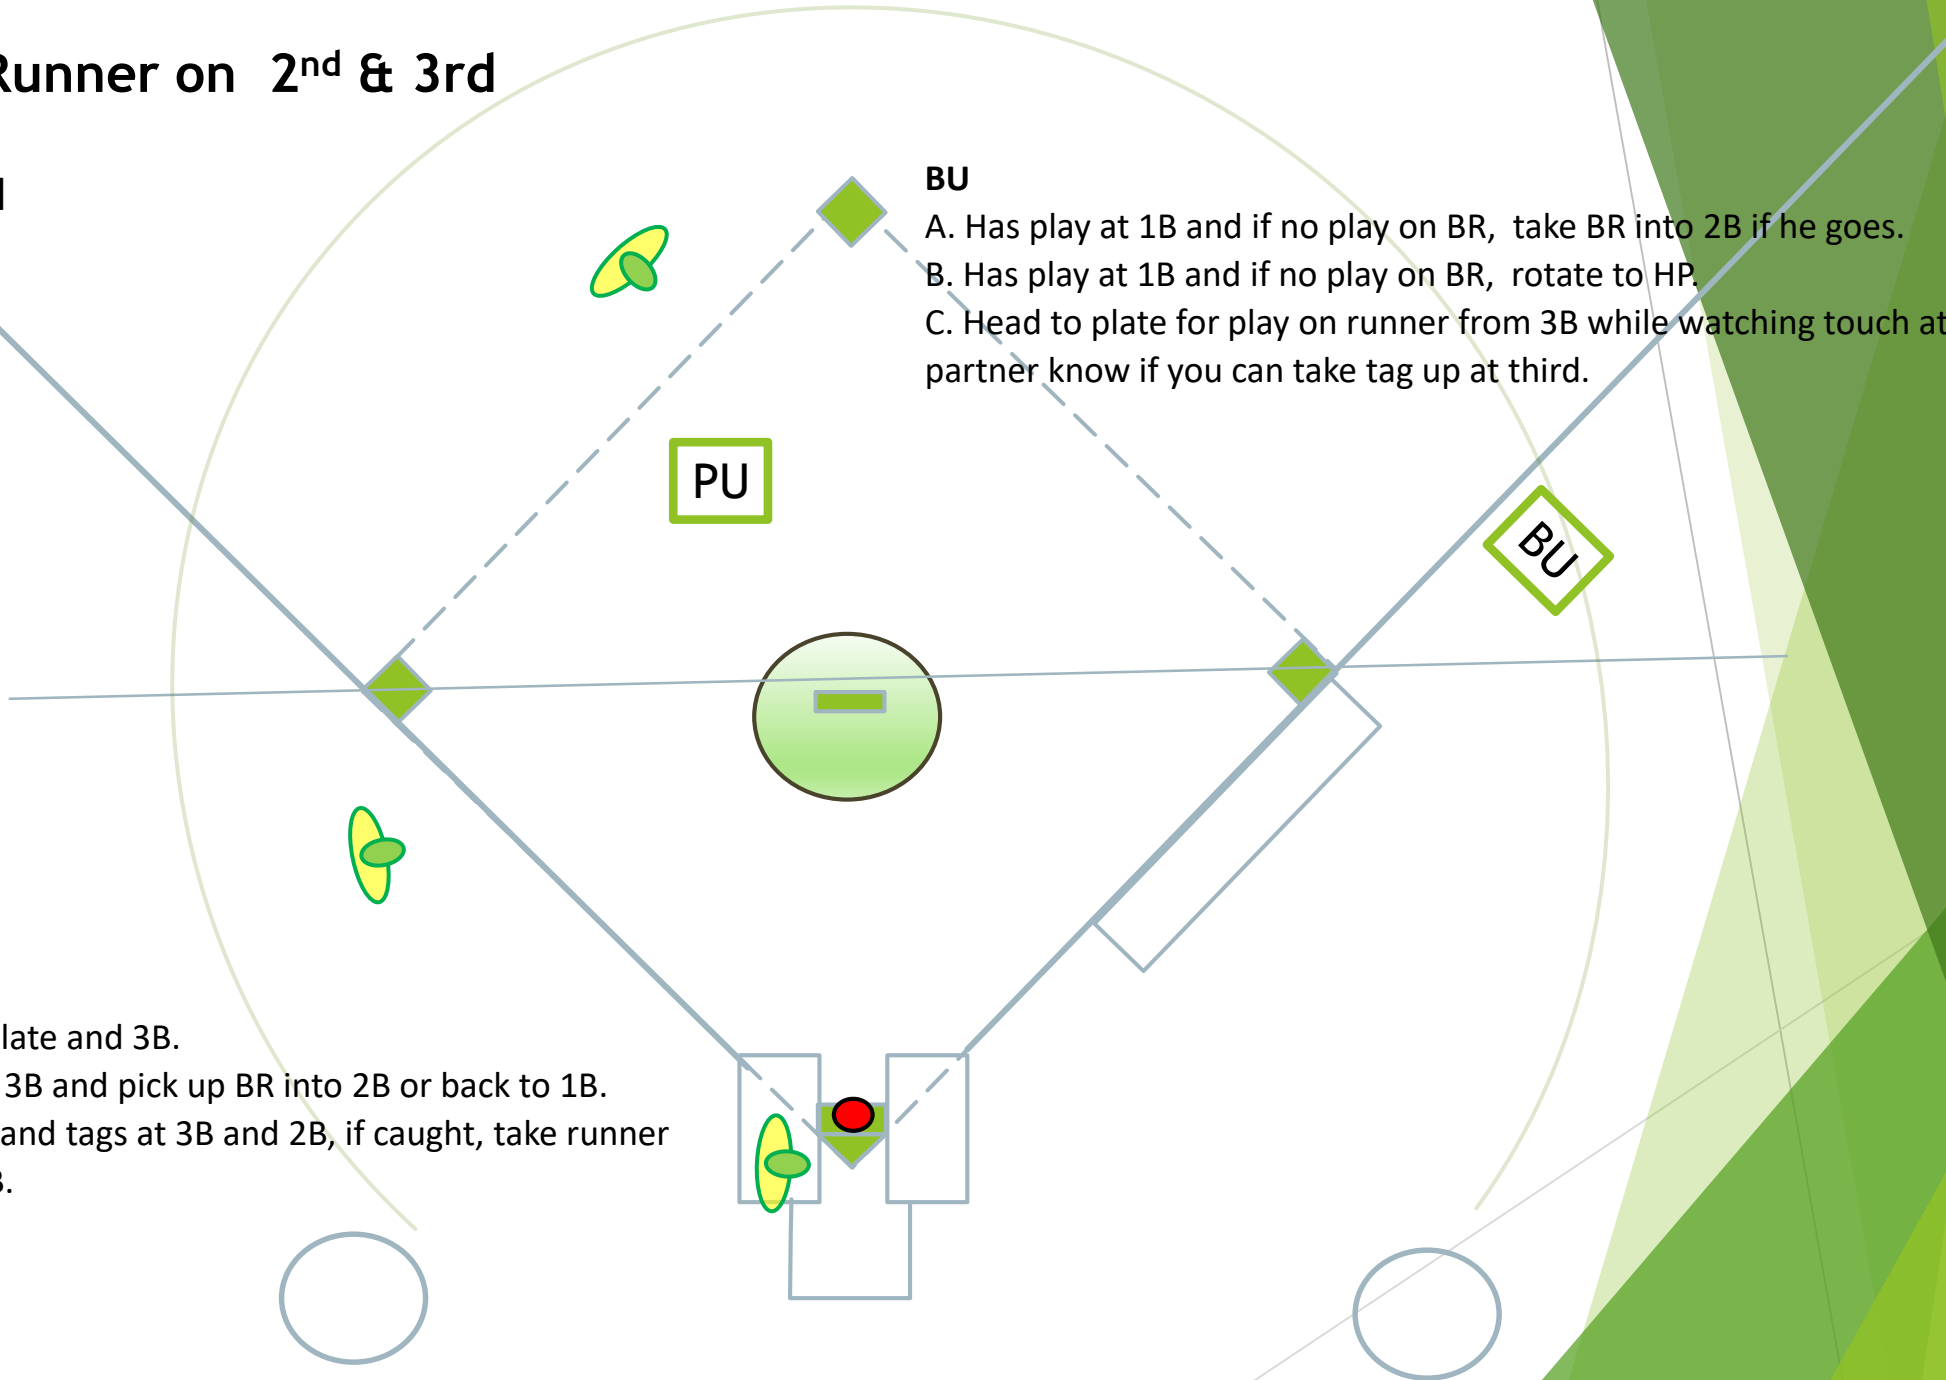 Runner on 2nd & 3rd
BU
A. Has play at 1B and if no play on BR, take BR into 2B if he goes.
B. Has play at 1B and if no play on BR, rotate to HP.
C. Head to plate for play on runner from 3B while watching touch at
partner know if you can take tag up at third.
PU
BU
late and 3B.
3B and pick up BR into 2B or back to 1B.
and tags at 3B and 2B, if caught, take runner